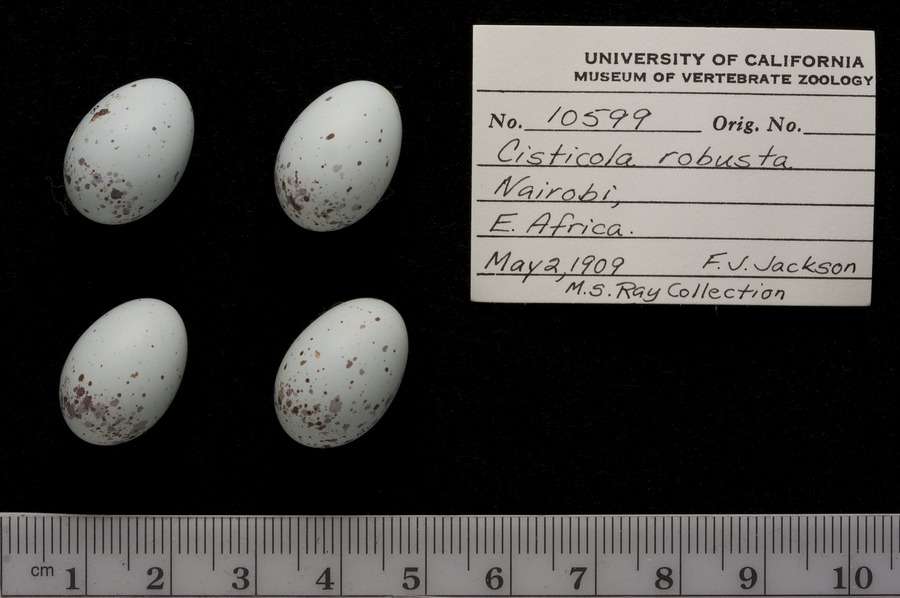 UNIVERSITY OF CALIFORNIA
MUSEUM OF VERTEBRATE ZOOLOGY
No. 10599 Orig. No.
Cisticola robusta
Nairobi,
E. Africa.
May 2, 1909 F. J. Jackson
M.S. Ray Collection
cm 1 2 3 4 5 6 7 8 9 10